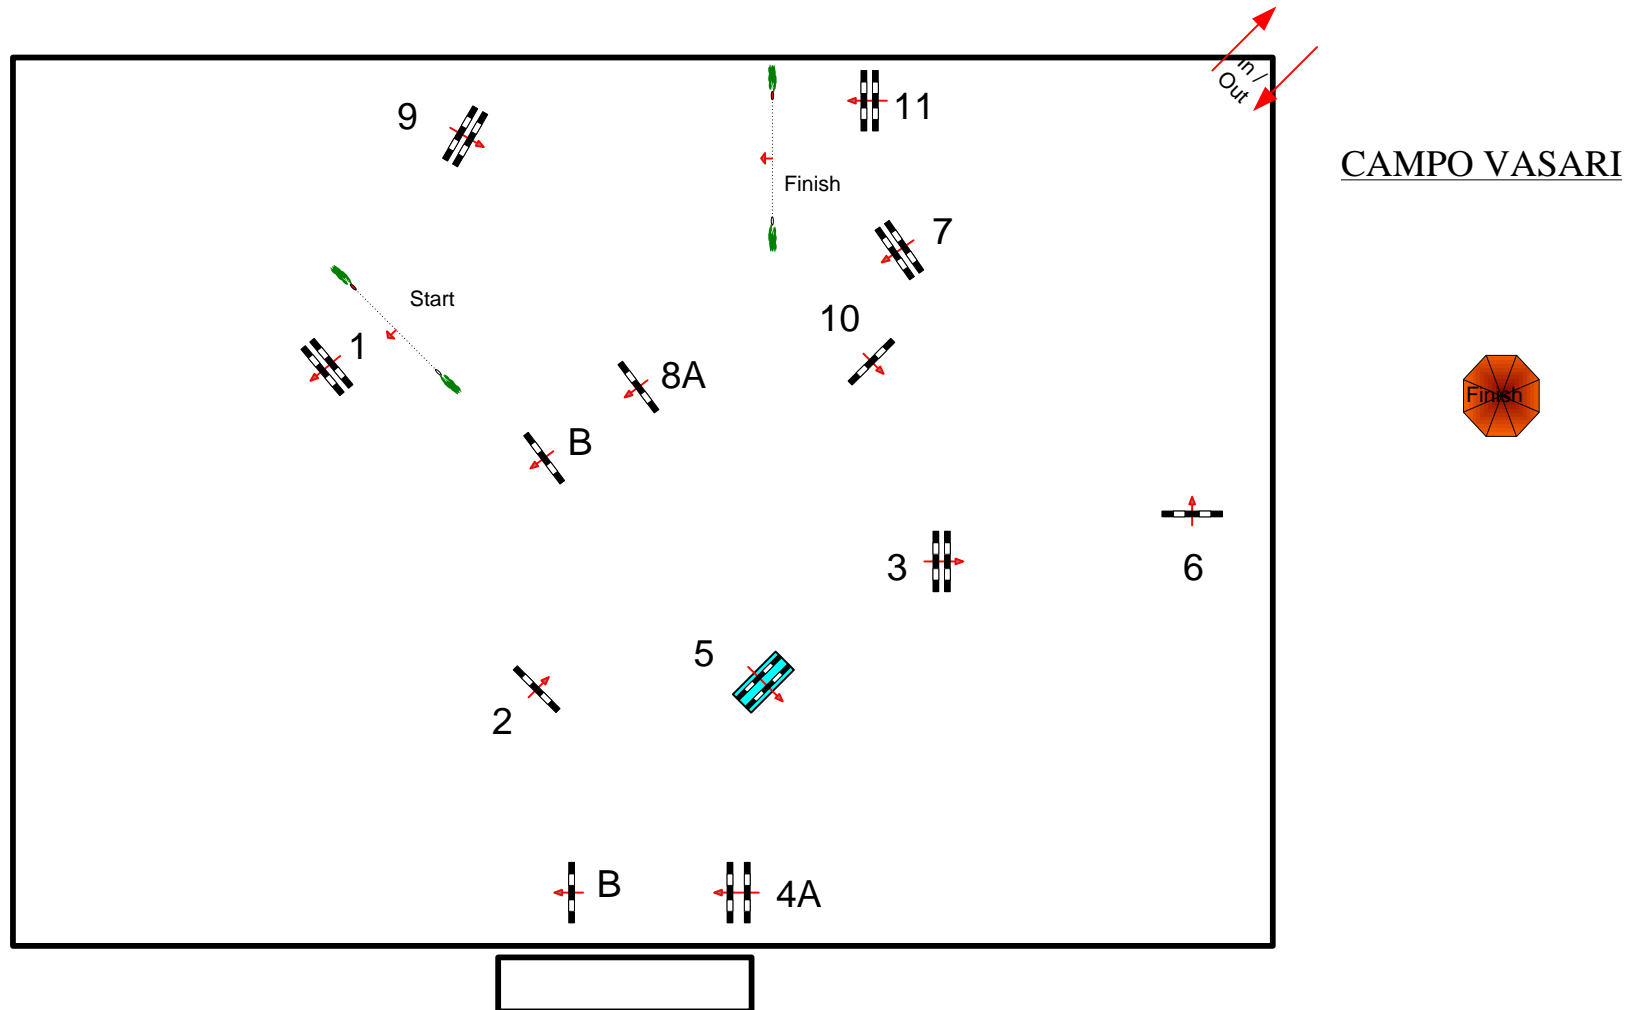 In /
Out
9
11
CAMPO VASARI
Finish
7
Start
10
1
8A
Finish
B
3
6
5
2
B
4A